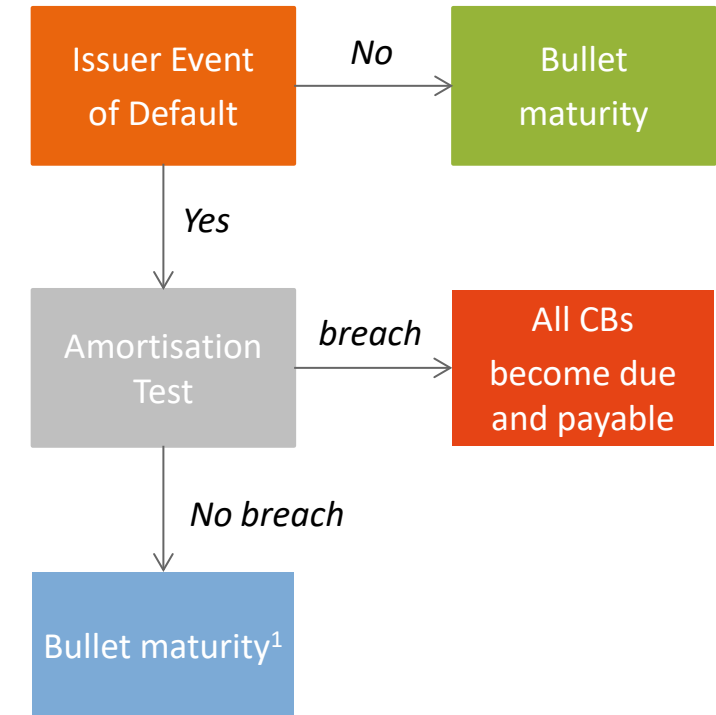 Issuer Event
of Default
No
Bullet
maturity
Yes
Amortisation
Test
breach
All CBs
become due
and payable
No breach
Bullet maturity¹